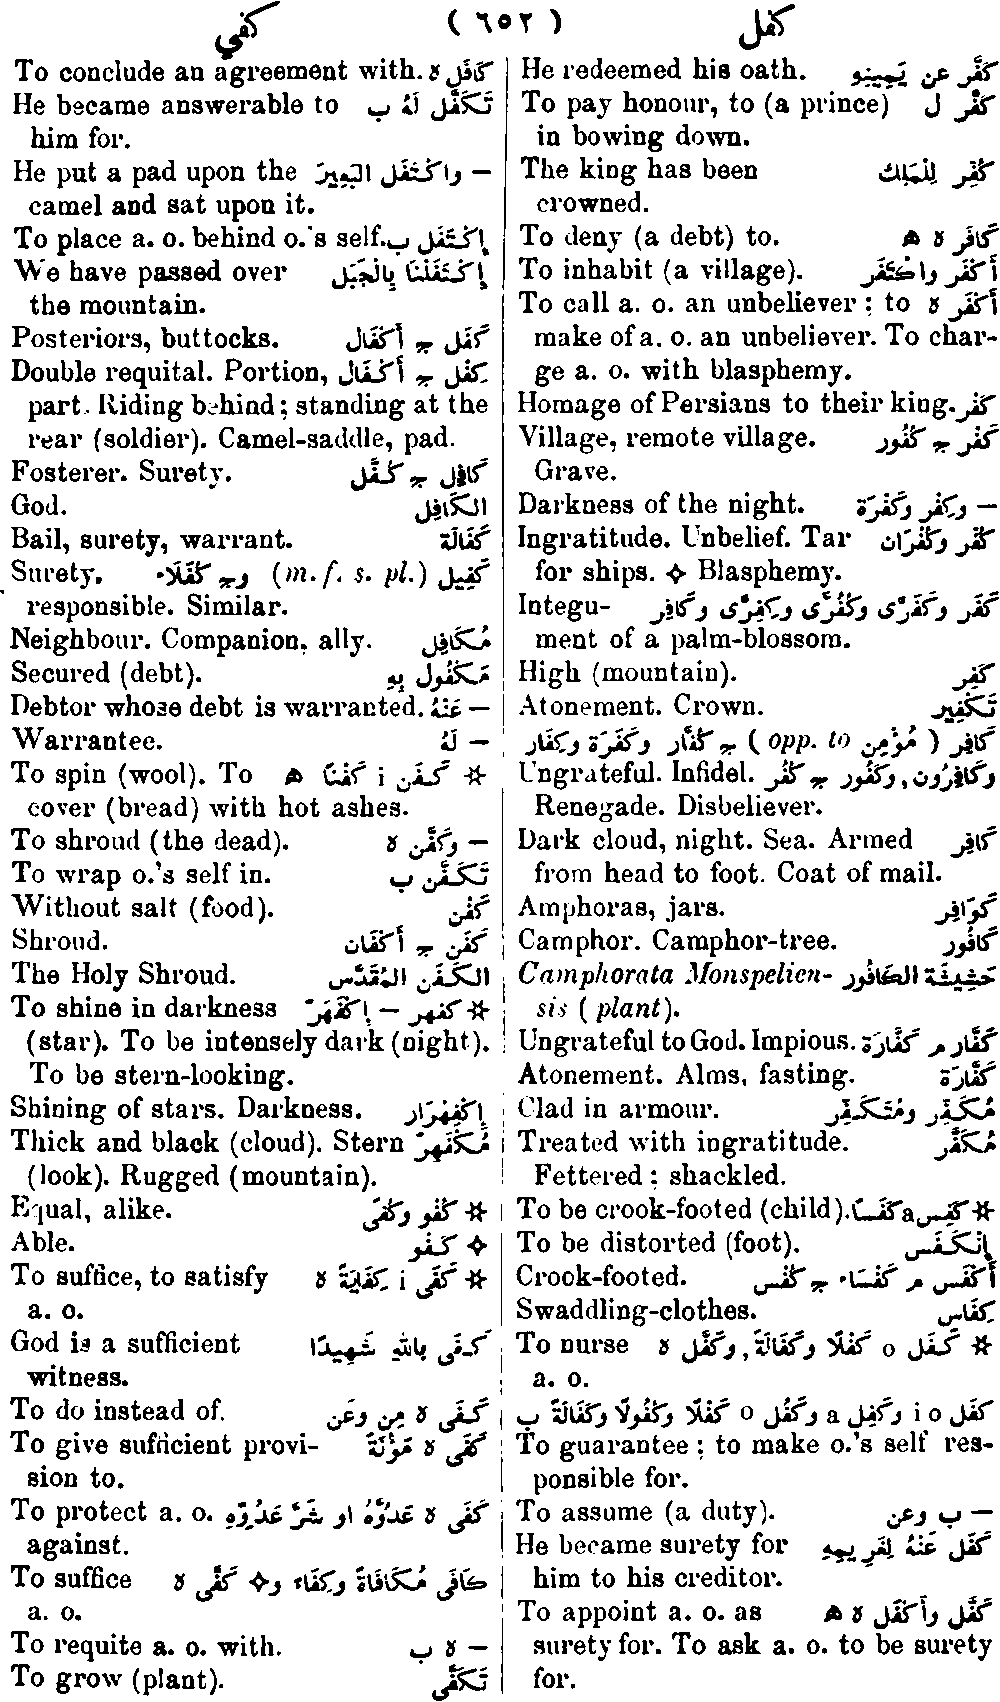 كفل ( ٦٥٢ ) كفي
He redeemed his oath. كَفَّر عن يَمِينِهِ
To pay honour, to (a prince) كَفَّر ل
in bowing down.
The king has been كُفِّر لِلْمَلِك
crowned.
To deny (a debt) to. كَافَر ه ه
To inhabit (a village). أَكْفَر واكْتَفَر
To call a. o. an unbeliever ; to أَكْفَر ه
make of a. o. an unbeliever. To char-
ge a. o. with blasphemy.
Homage of Persians to their king. كَفْر
Village, remote village. كَفْر ج كُفُور
Grave.
Darkness of the night. — وكِفْر وكَفْرَة
Ingratitude. Unbelief. Tar كُفْر وكُفْرَان
for ships. ✧ Blasphemy.
Integu- كَفَر وكَفَرَّى وكُفُرَّى وكِفِرَّى وكَافِر
ment of a palm-blossom.
High (mountain). كَفِر
Atonement. Crown. تَكْفِير
كَافِر ( opp. to مُؤْمِن ) ج كُفَّار وكَفَرَة وكِفَار
Ungrateful. Infidel. وكَافِرُون, وكَفُور ج كُفُر
Renegade. Disbeliever.
Dark cloud, night. Sea. Armed كَافِر
from head to foot. Coat of mail.
Amphoras, jars. كَوَافِر
Camphor. Camphor-tree. كَافُور
Camphorata Monspelien- حَشِيشَة الكَافُور
sis ( plant).
Ungrateful to God. Impious. كَفَّار م كَفَّارَة
Atonement. Alms, fasting. كَفَّارَة
Clad in armour. مُكَفِّر ومُتَكَفِّر
Treated with ingratitude. مُكَفَّر
Fettered ; shackled.
To be crook-footed (child). ☆ كَفِس a كَفَسًا
To be distorted (foot). إِنْكَفَس
Crook-footed. أَكْفَس م كَفْسَاء ج كُفْس
Swaddling-clothes. كِفَاس
To nurse ☆ كَفَل o كَفْلًا وكَفَالَةً, وكَفَّل ه
a. o.
كَفَل i o وكَفِل a وكَفُل o كَفْلًا وكُفُولًا وكَفَالَةً ب
To guarantee ; to make o.'s self res-
ponsible for.
To assume (a duty). — ب وعن
He became surety for كَفَل عَنْهُ لِغَرِيمِهِ
him to his creditor.
To appoint a. o. as كَفَّل وأَكْفَل ه ه
surety for. To ask a. o. to be surety
for.
To conclude an agreement with. كَافَل ه
He became answerable to تَكَفَّل لَهُ ب
him for.
He put a pad upon the — واكْتَفَل البَعِيرَ
camel and sat upon it.
To place a. o. behind o.'s self. إِكْتَفَل ب
We have passed over إِكْتَفَلْنَا بِالْجَبَل
the mountain.
Posteriors, buttocks. كَفَل ج أَكْفَال
Double requital. Portion, كِفْل ج أَكْفَال
part. Riding behind ; standing at the
rear (soldier). Camel-saddle, pad.
Fosterer. Surety. كَافِل ج كُفَّل
God. الكَافِل
Bail, surety, warrant. كَفَالَة
Surety. كَفِيل (m. f. s. pl.) وج كُفَلَاء
responsible. Similar.
Neighbour. Companion, ally. مُكَافِل
Secured (debt). مَكْفُول بِهِ
Debtor whose debt is warranted. — عَنْهُ
Warrantee. — لَهُ
To spin (wool). To ☆ كَفَن i كَفْنًا ه
cover (bread) with hot ashes.
To shroud (the dead). — وكَفَّن ه
To wrap o.'s self in. تَكَفَّن ب
Without salt (food). كَفْن
Shroud. كَفَن ج أَكْفَان
The Holy Shroud. الكَفَن المُقَدَّس
To shine in darkness ☆ كفهر — إِكْفَهَرّ
(star). To be intensely dark (night).
To be stern-looking.
Shining of stars. Darkness. إِكْفِهْرَار
Thick and black (cloud). Stern مُكْفَهِرّ
(look). Rugged (mountain).
Equal, alike. ☆ كُفْو وكُفًى
Able. ✧ كَفُو
To suffice, to satisfy ☆ كَفَى i كِفَايَةً ه
a. o.
God is a sufficient كَفَى بِاللهِ شَهِيدًا
witness.
To do instead of. كَفَى ه مِن وعَن
To give sufficient provi- كَفَى ه مَؤُنَةً
sion to.
To protect a. o. كَفَى ه عَدُوَّهُ او شَرَّ عَدُوِّهِ
against.
To suffice كَافَى مُكَافَاةً وكِفَاء و✧ كَفَّى ه
a. o.
To requite a. o. with. — ه ب
To grow (plant). تَكَفَّى